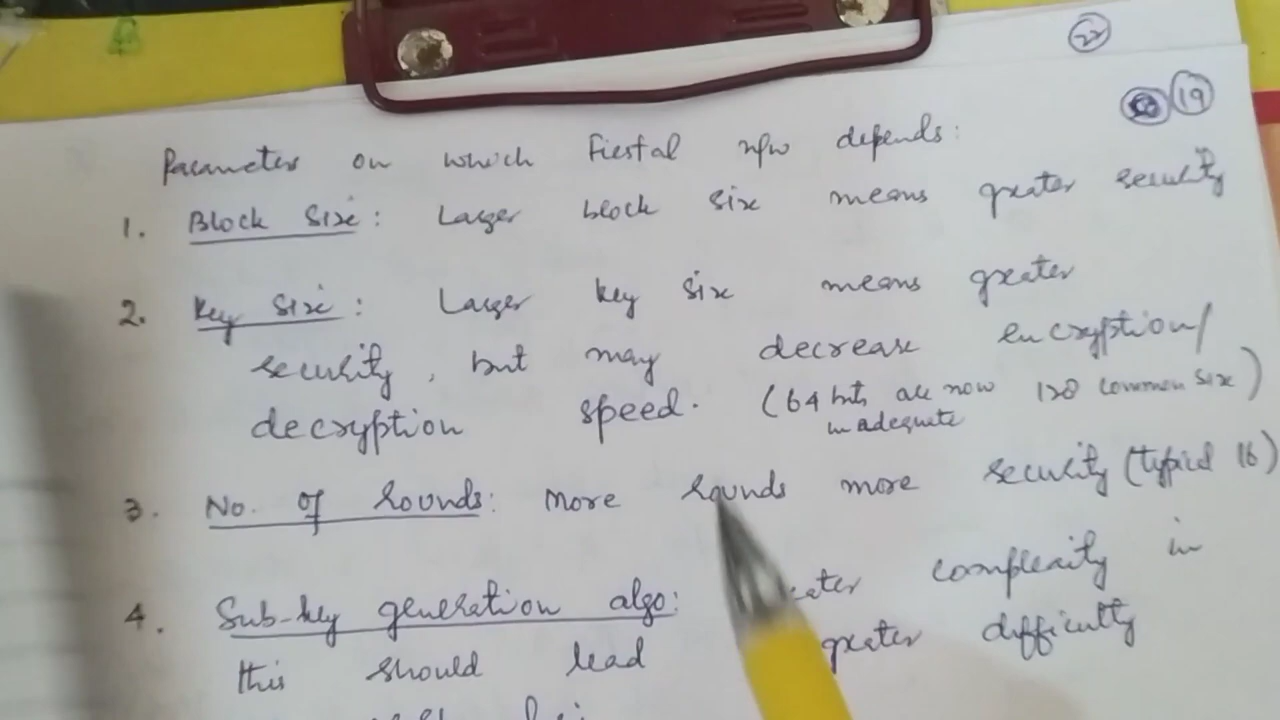 22
19
Parameters on which Fiestal n/w depends:
1. Block Size: Larger block size means greater security
2. Key Size: Larger key size means greater
security, but may decrease encryption/
decryption speed. (64 bits are now 128 common size)
inadequate
3. No. of rounds: More rounds more security (typical 16)
4. Sub-key generation algo: eater complexity in
this should lead greater difficulty